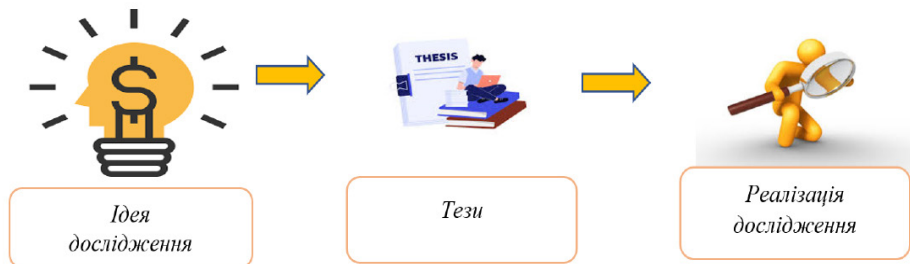 THESIS
Ідея
дослідження
Тези
Реалізація
дослідження